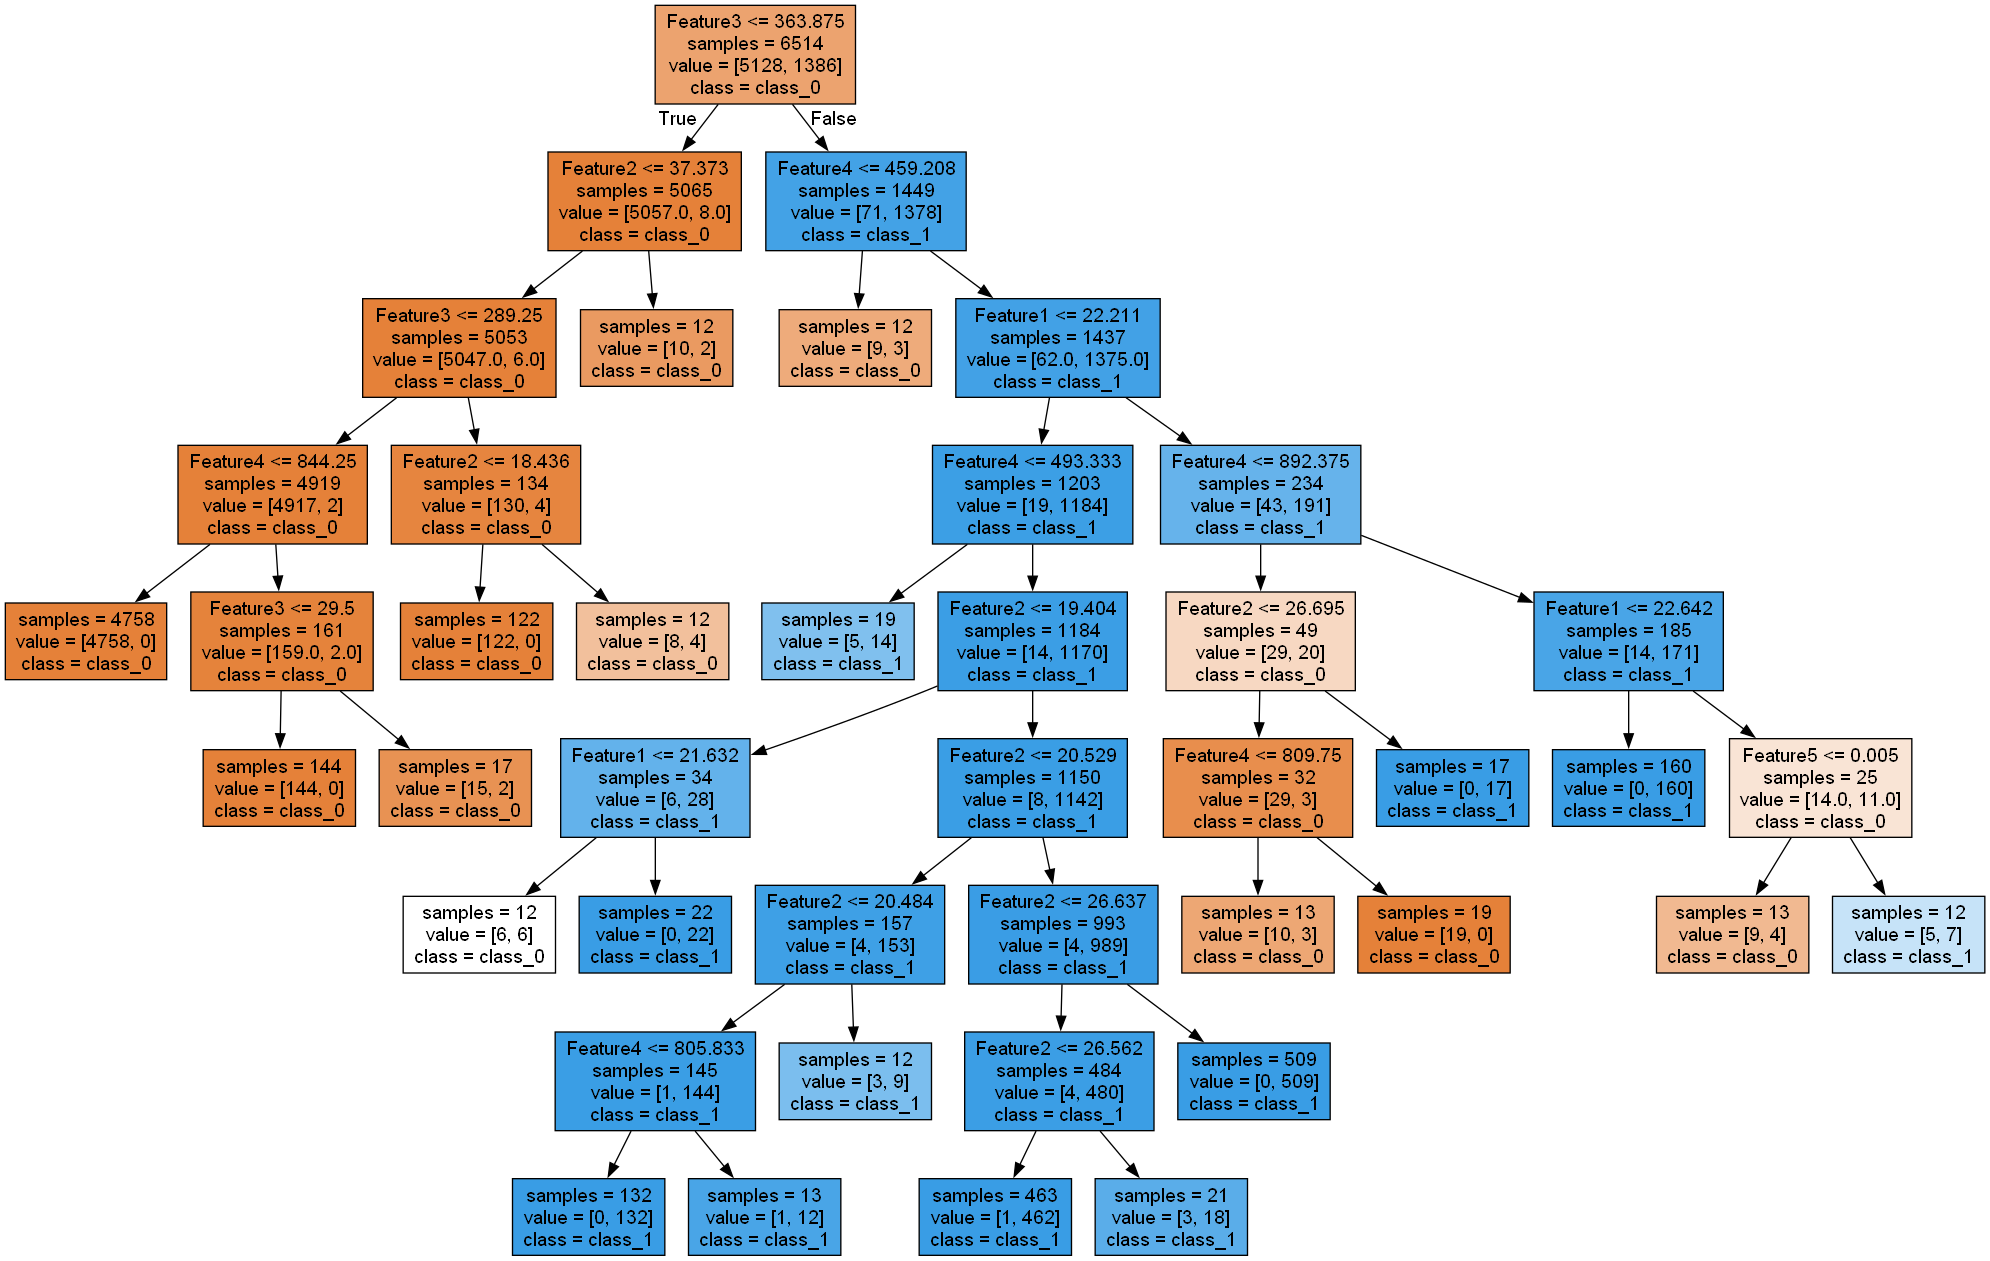 Feature3 <= 363.875
samples = 6514
value = [5128, 1386]
class = class_0
True
False
Feature2 <= 37.373
samples = 5065
value = [5057.0, 8.0]
class = class_0
Feature4 <= 459.208
samples = 1449
value = [71, 1378]
class = class_1
Feature3 <= 289.25
samples = 5053
value = [5047.0, 6.0]
class = class_0
samples = 12
value = [10, 2]
class = class_0
samples = 12
value = [9, 3]
class = class_0
Feature1 <= 22.211
samples = 1437
value = [62.0, 1375.0]
class = class_1
Feature4 <= 844.25
samples = 4919
value = [4917, 2]
class = class_0
Feature2 <= 18.436
samples = 134
value = [130, 4]
class = class_0
Feature4 <= 493.333
samples = 1203
value = [19, 1184]
class = class_1
Feature4 <= 892.375
samples = 234
value = [43, 191]
class = class_1
samples = 4758
value = [4758, 0]
class = class_0
Feature3 <= 29.5
samples = 161
value = [159.0, 2.0]
class = class_0
samples = 122
value = [122, 0]
class = class_0
samples = 12
value = [8, 4]
class = class_0
samples = 19
value = [5, 14]
class = class_1
Feature2 <= 19.404
samples = 1184
value = [14, 1170]
class = class_1
Feature2 <= 26.695
samples = 49
value = [29, 20]
class = class_0
Feature1 <= 22.642
samples = 185
value = [14, 171]
class = class_1
samples = 144
value = [144, 0]
class = class_0
samples = 17
value = [15, 2]
class = class_0
Feature1 <= 21.632
samples = 34
value = [6, 28]
class = class_1
Feature2 <= 20.529
samples = 1150
value = [8, 1142]
class = class_1
Feature4 <= 809.75
samples = 32
value = [29, 3]
class = class_0
samples = 17
value = [0, 17]
class = class_1
samples = 160
value = [0, 160]
class = class_1
Feature5 <= 0.005
samples = 25
value = [14.0, 11.0]
class = class_0
samples = 12
value = [6, 6]
class = class_0
samples = 22
value = [0, 22]
class = class_1
Feature2 <= 20.484
samples = 157
value = [4, 153]
class = class_1
Feature2 <= 26.637
samples = 993
value = [4, 989]
class = class_1
samples = 13
value = [10, 3]
class = class_0
samples = 19
value = [19, 0]
class = class_0
samples = 13
value = [9, 4]
class = class_0
samples = 12
value = [5, 7]
class = class_1
Feature4 <= 805.833
samples = 145
value = [1, 144]
class = class_1
samples = 12
value = [3, 9]
class = class_1
Feature2 <= 26.562
samples = 484
value = [4, 480]
class = class_1
samples = 509
value = [0, 509]
class = class_1
samples = 132
value = [0, 132]
class = class_1
samples = 13
value = [1, 12]
class = class_1
samples = 463
value = [1, 462]
class = class_1
samples = 21
value = [3, 18]
class = class_1